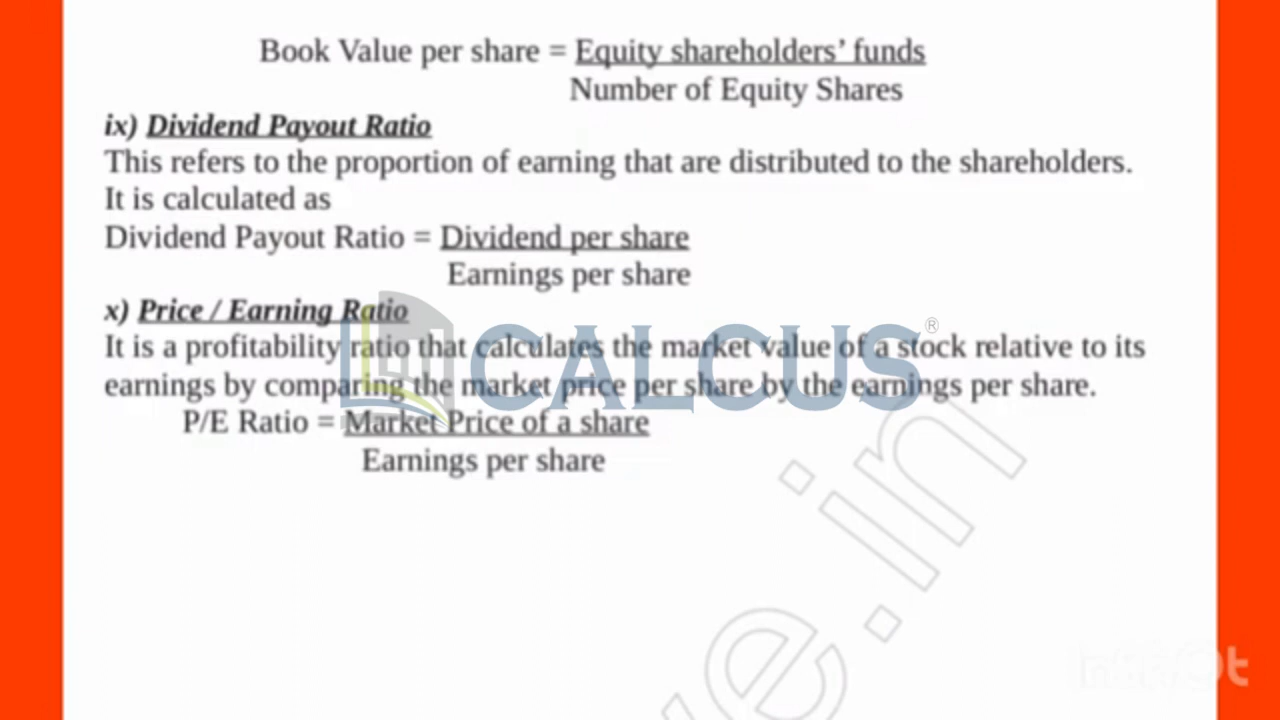 Book Value per share = Equity shareholders’ funds
Number of Equity Shares
ix) Dividend Payout Ratio
This refers to the proportion of earning that are distributed to the shareholders.
It is calculated as
Dividend Payout Ratio = Dividend per share
Earnings per share
x) Price / Earning Ratio
It is a profitability ratio that calculates the market value of a stock relative to its
earnings by comparing the market price per share by the earnings per share.
CALCUS®
P/E Ratio = Market Price of a share
Earnings per share
e.in